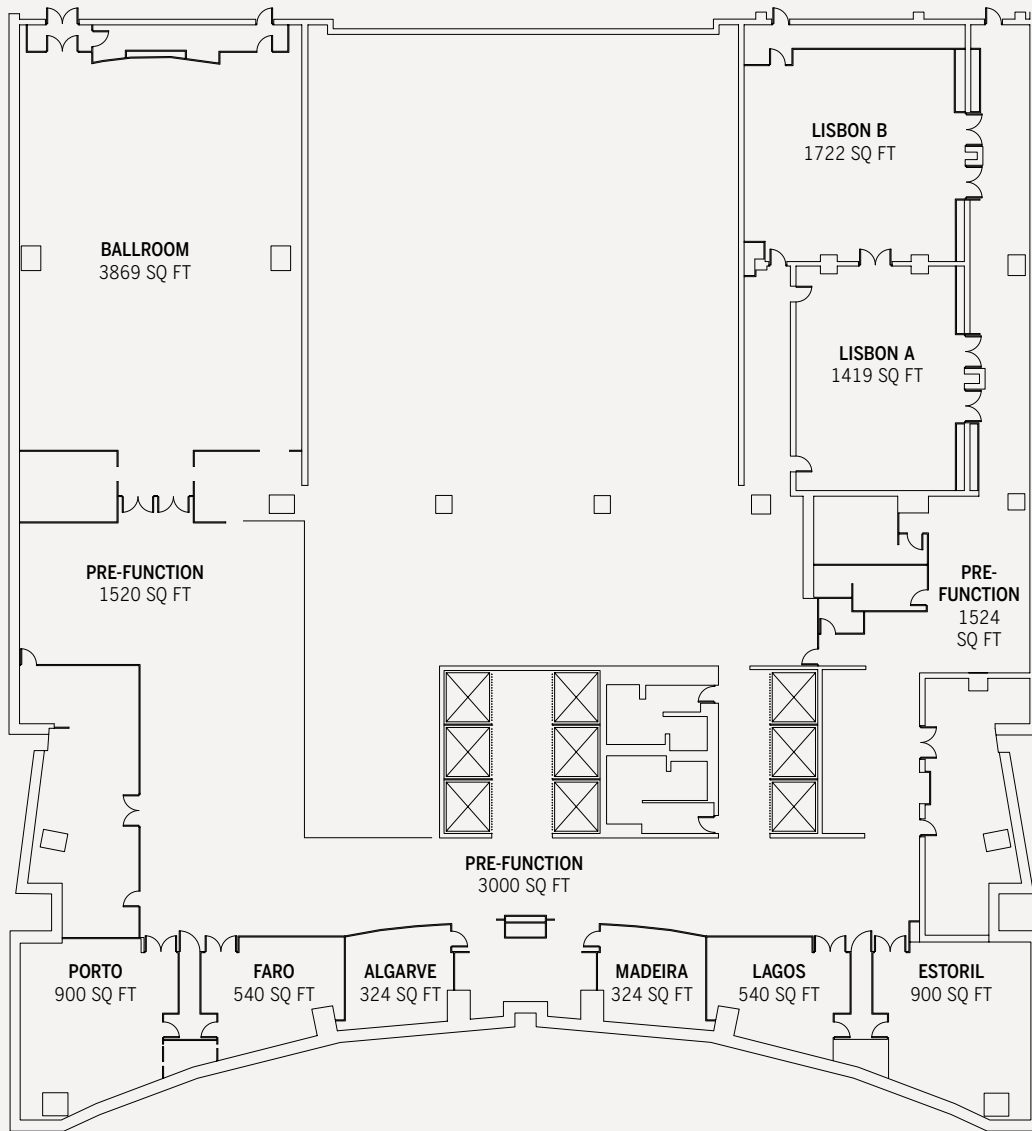 LISBON B
1722 SQ FT
BALLROOM
3869 SQ FT
LISBON A
1419 SQ FT
PRE-FUNCTION
1520 SQ FT
PRE-
FUNCTION
1524
SQ FT
PRE-FUNCTION
3000 SQ FT
PORTO
900 SQ FT
FARO
540 SQ FT
ALGARVE
324 SQ FT
MADEIRA
324 SQ FT
LAGOS
540 SQ FT
ESTORIL
900 SQ FT